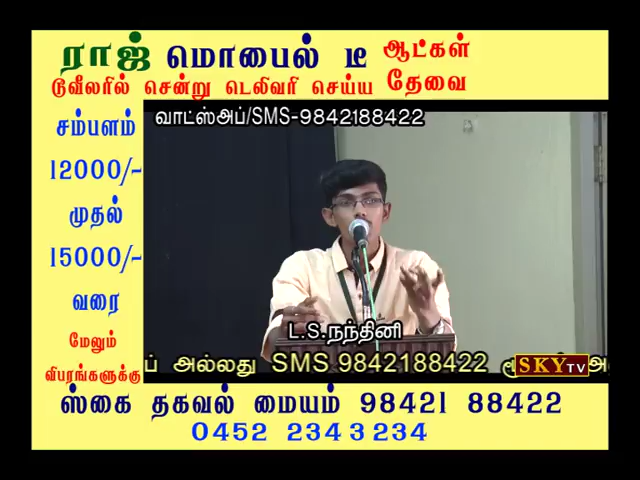 ராஜ் மொபைல் டீ ஆட்கள்
டூவீலரில் சென்று டெலிவரி செய்ய தேவை
சம்பளம்
12000/-
முதல்
15000/-
வரை
மேலும்
விபரங்களுக்கு
வாட்ஸ்அப்/SMS-9842188422
L.S.நந்தினி
அல்லது SMS 9842188422
SKY TV
ஸ்கை தகவல் மையம் 98421 88422
0452 2343234